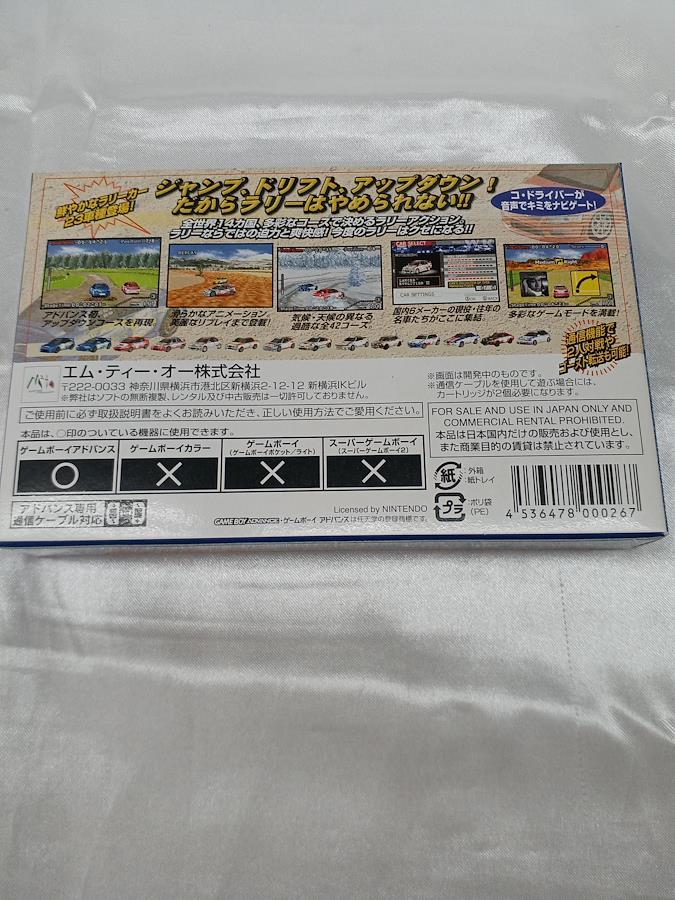 ジャンプ、ドリフト、アップダウン！
だからラリーはやめられない!!
鮮やかなラリーカー
23車種登場！
コ・ドライバーが
音声でキミをナビゲート！
全世界14カ国、多彩なコースで決めるラリーアクション。
ラリーならではの迫力と爽快感！今度のラリーはクセになる!!
REPLAY
CAR SELECT
CAR SETTINGS
Medium Right
アドバンス初、
アップダウンコースを再現。
滑らかなアニメーション
美麗なリプレイまで搭載！
気候・天候の異なる
過酷な全42コース。
国内6メーカーの現役・往年の
名車たちがここに集結。
多彩なゲームモードを満載！
通信機能で
2人対戦や
ゴースト転送も可能！
エム・ティー・オー株式会社
〒222-0033 神奈川県横浜市港北区新横浜2-12-12 新横浜IKビル
※弊社はソフトの無断複製、レンタル及び中古販売は一切許可しておりません。
※画面は開発中のものです。
※通信ケーブルを使用して遊ぶ場合には、
カートリッジが2個必要になります。
ご使用前に必ず取扱説明書をよくお読みいただき、正しい使用方法でご愛用ください。
本品は、○印のついている機器に使用できます。
ゲームボーイアドバンス
ゲームボーイカラー
ゲームボーイ
(ゲームボーイポケット/ライト)
スーパーゲームボーイ
(スーパーゲームボーイ2)
○ × × ×
FOR SALE AND USE IN JAPAN ONLY AND
COMMERCIAL RENTAL PROHIBITED.
本品は日本国内だけの販売および使用とし、
また商業目的の賃貸は禁止されています。
紙
：外箱
：紙トレイ
プラ
：ポリ袋
(PE)
4 536478 000267
アドバンス専用
通信ケーブル対応
Licensed by NINTENDO
GAME BOY ADVANCE・ゲームボーイアドバンスは任天堂の登録商標です。